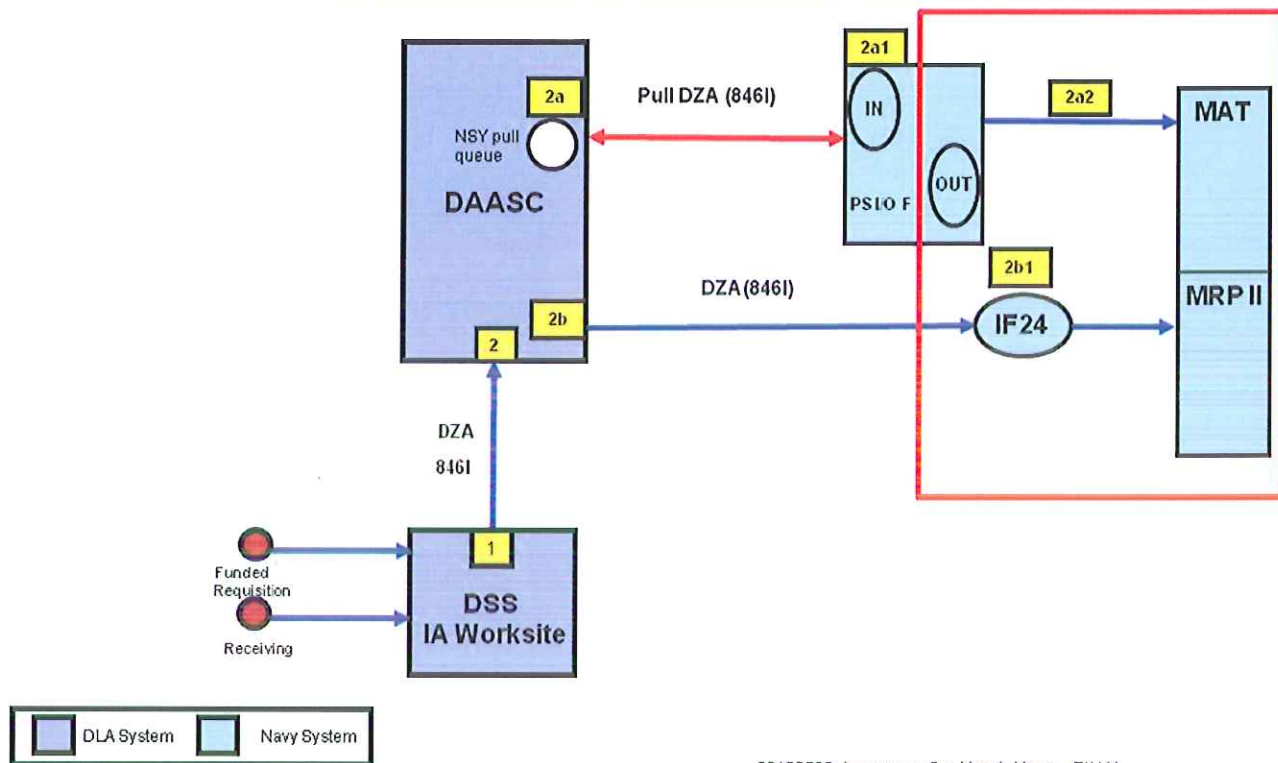 2a1
2a
Pull DZA (846I)
IN
2a2
MAT
NSY pull
queue
DAASC
OUT
PSI/O F
2b1
DZA (846I)
MRP II
2b
IF24
2
DZA
846I
1
Funded
Requisition
DSS
IA Worksite
Receiving
DLA System
Navy System